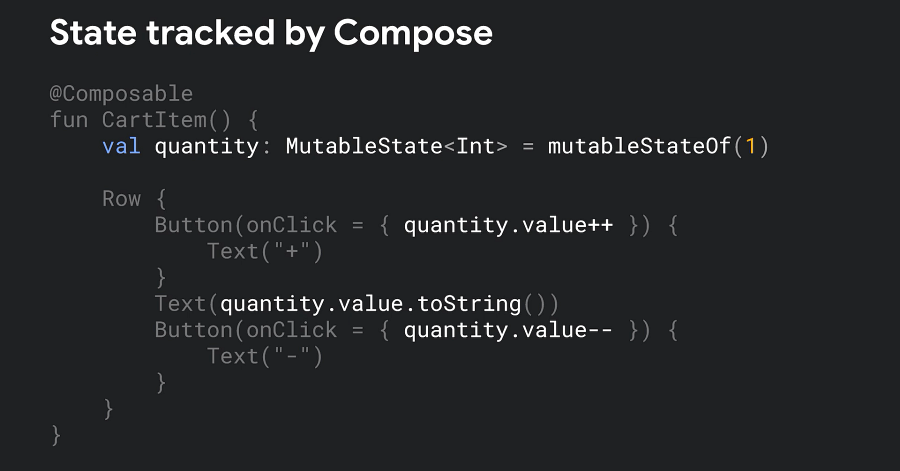 State tracked by Compose
@Composable
fun CartItem() {
    val quantity: MutableState<Int> = mutableStateOf(1)
    Row {
        Button(onClick = { quantity.value++ }) {
            Text("+")
        }
        Text(quantity.value.toString())
        Button(onClick = { quantity.value-- }) {
            Text("-")
        }
    }
}